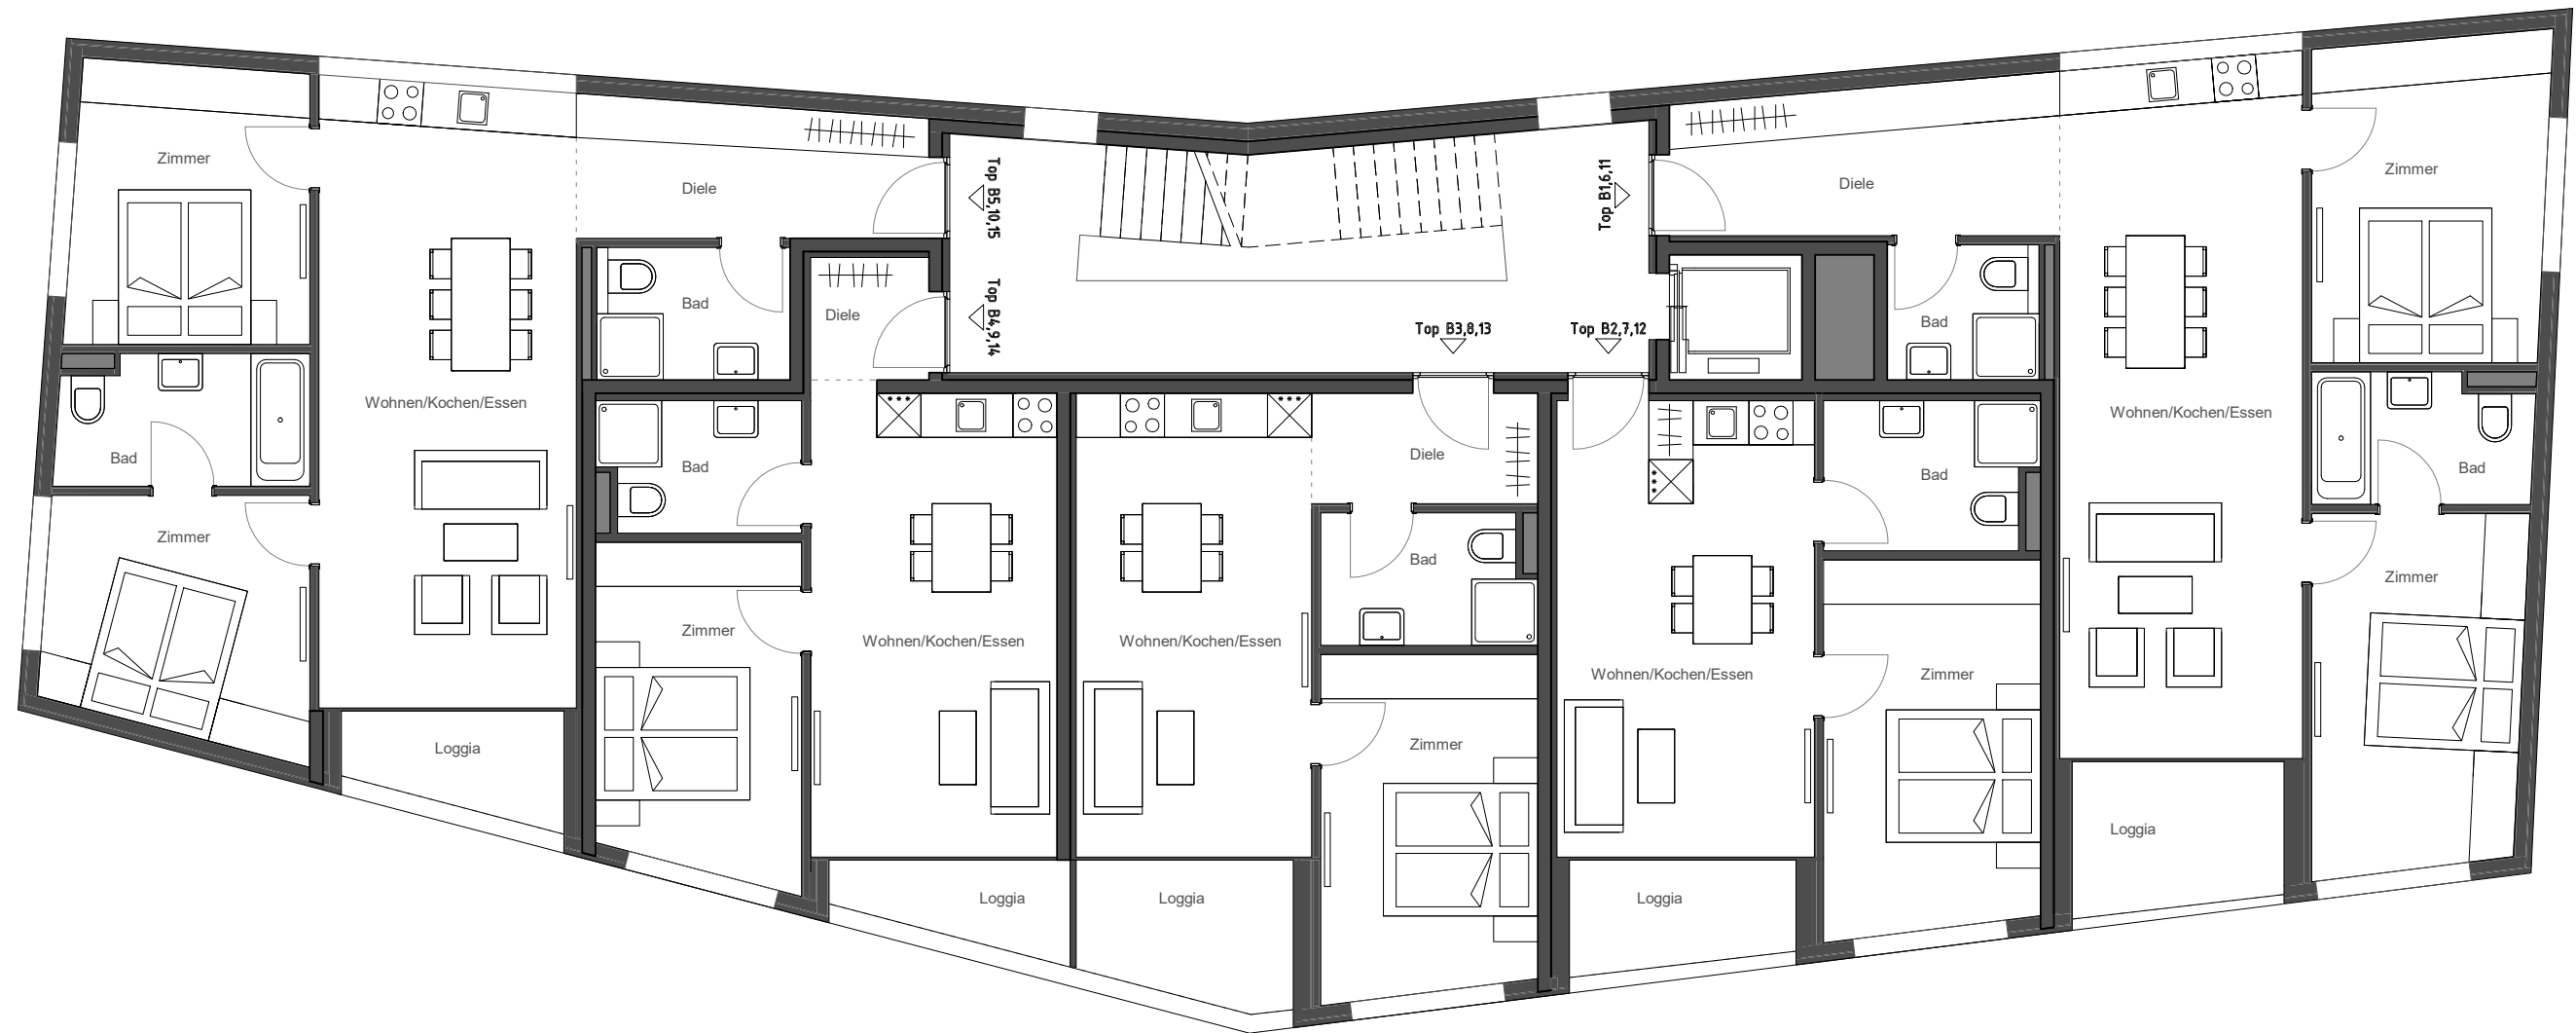 Zimmer
Diele
Top B5,10,15
Top B1,6,11
Diele
Zimmer
Bad
Diele
Top B4,9,14
Top B3,8,13
Top B2,7,12
Bad
Wohnen/Kochen/Essen
Wohnen/Kochen/Essen
Bad
Bad
Diele
Bad
Bad
Zimmer
Bad
Zimmer
Zimmer
Wohnen/Kochen/Essen
Wohnen/Kochen/Essen
Wohnen/Kochen/Essen
Zimmer
Loggia
Zimmer
Loggia
Loggia
Loggia
Loggia